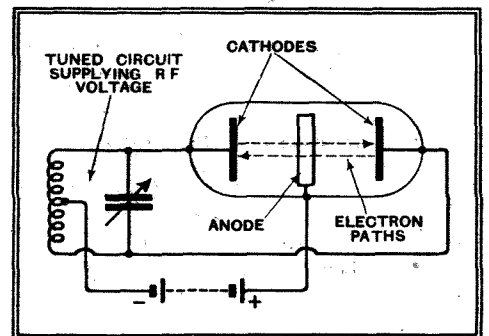 CATHODES
TUNED CIRCUIT
SUPPLYING R F
VOLTAGE
ANODE
ELECTRON
PATHS
- +